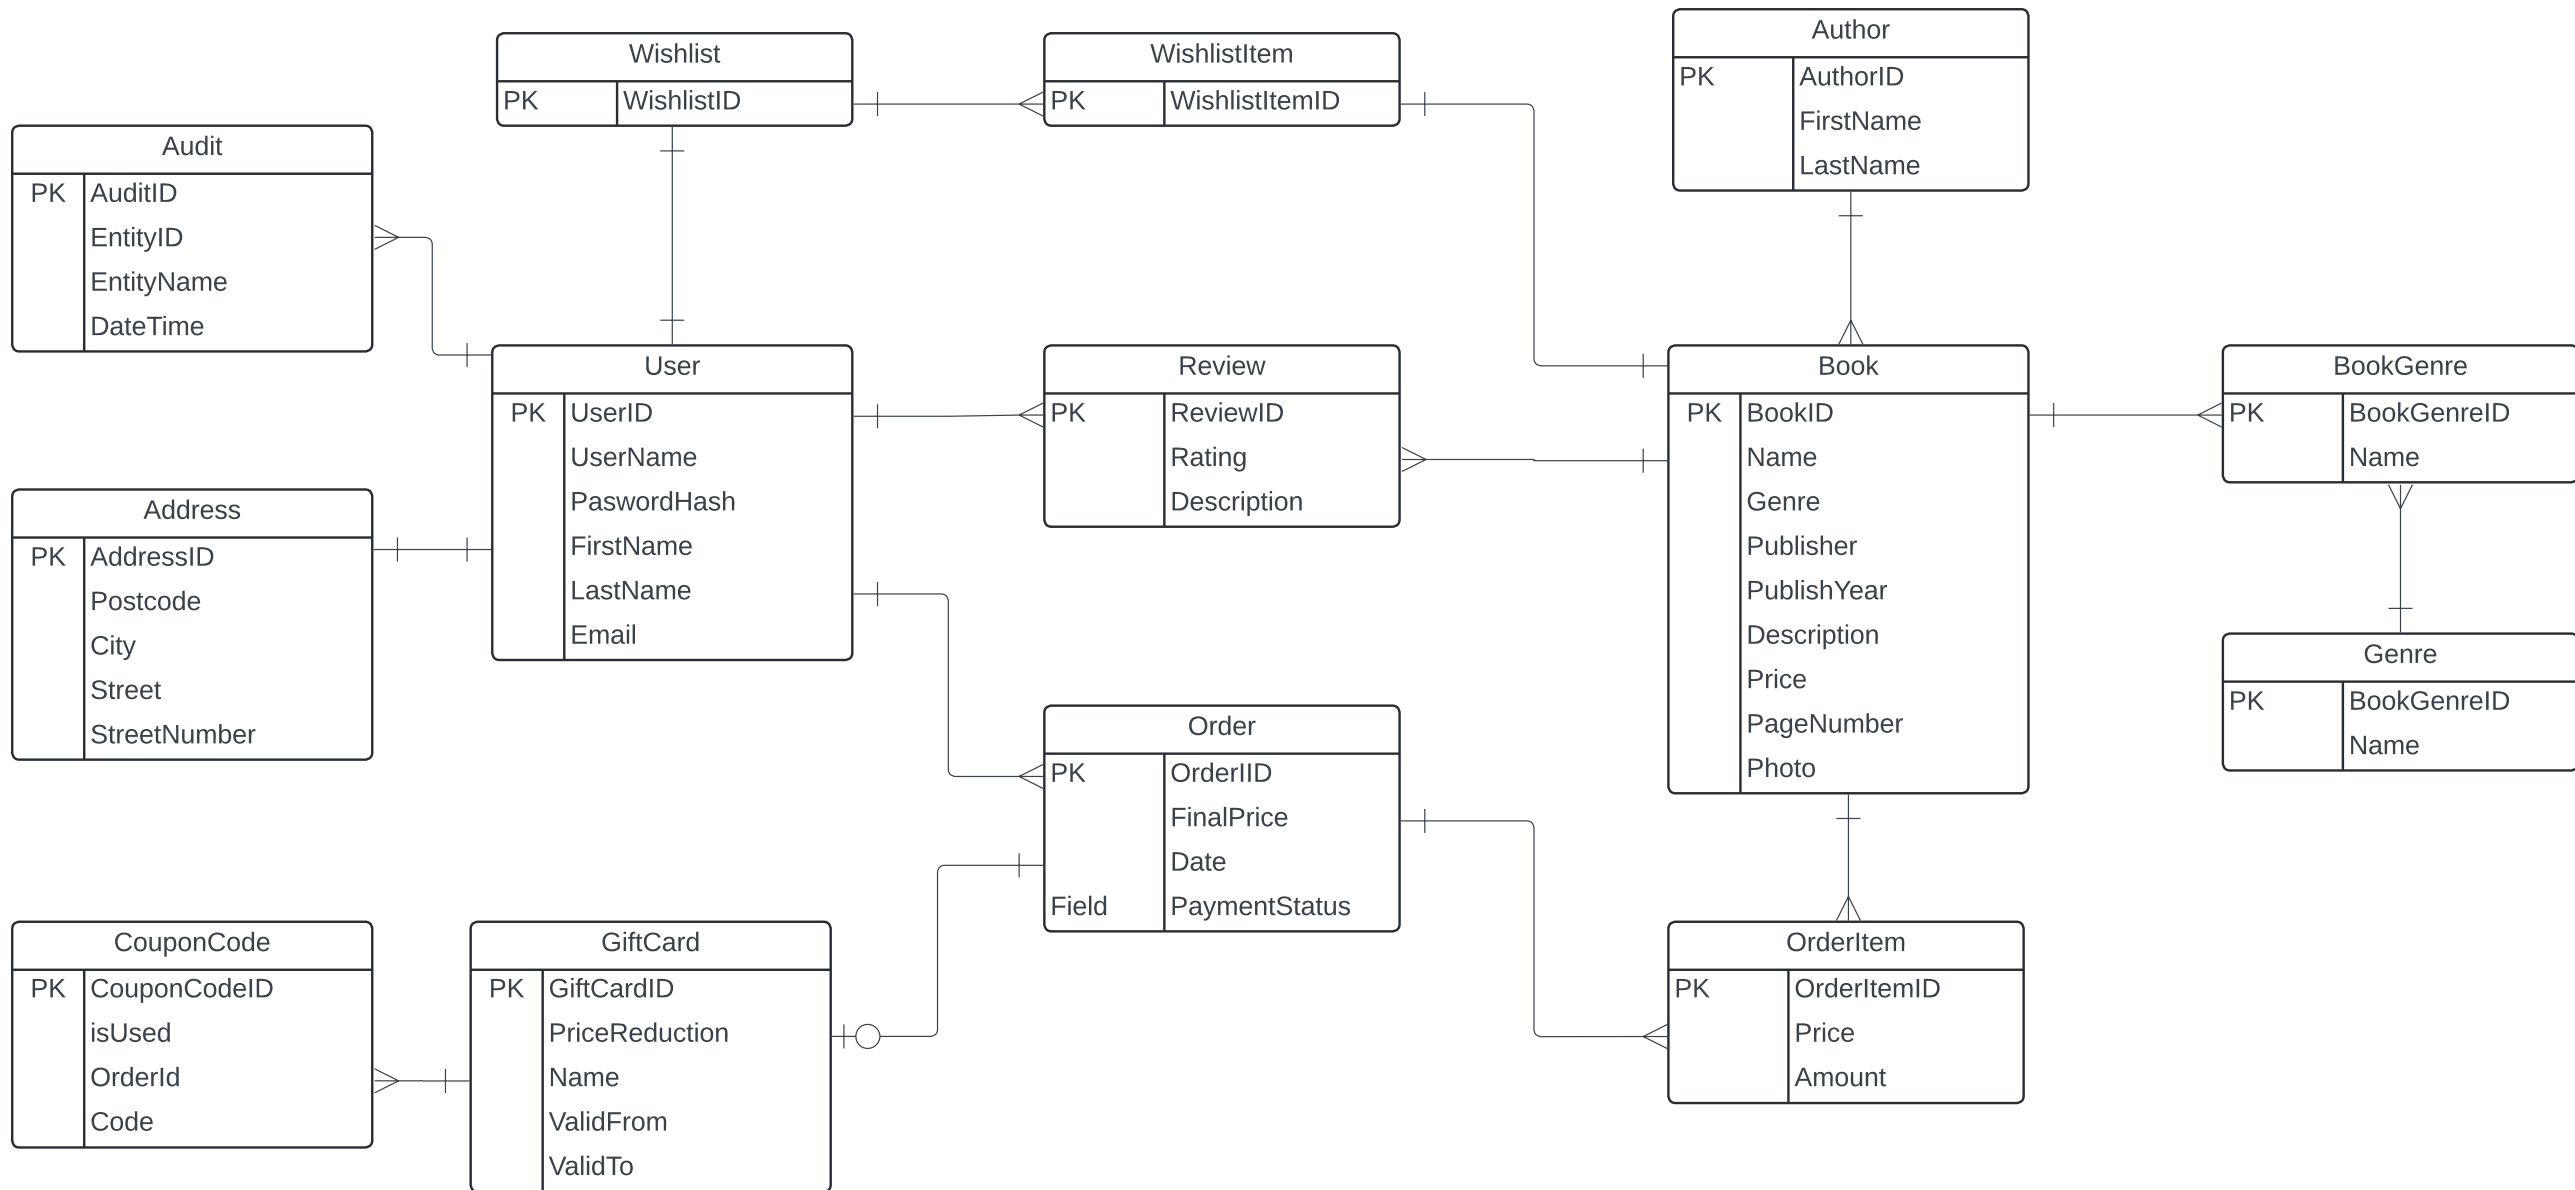 Wishlist
PK WishlistID
WishlistItem
PK WishlistItemID
Author
PK AuthorID
FirstName
LastName
Audit
PK AuditID
EntityID
EntityName
DateTime
User
PK UserID
UserName
PaswordHash
FirstName
LastName
Email
Review
PK ReviewID
Rating
Description
Book
PK BookID
Name
Genre
Publisher
PublishYear
Description
Price
PageNumber
Photo
BookGenre
PK BookGenreID
Name
Address
PK AddressID
Postcode
City
Street
StreetNumber
Genre
PK BookGenreID
Name
Order
PK OrderIID
FinalPrice
Date
Field PaymentStatus
CouponCode
PK CouponCodeID
isUsed
OrderId
Code
GiftCard
PK GiftCardID
PriceReduction
Name
ValidFrom
ValidTo
OrderItem
PK OrderItemID
Price
Amount